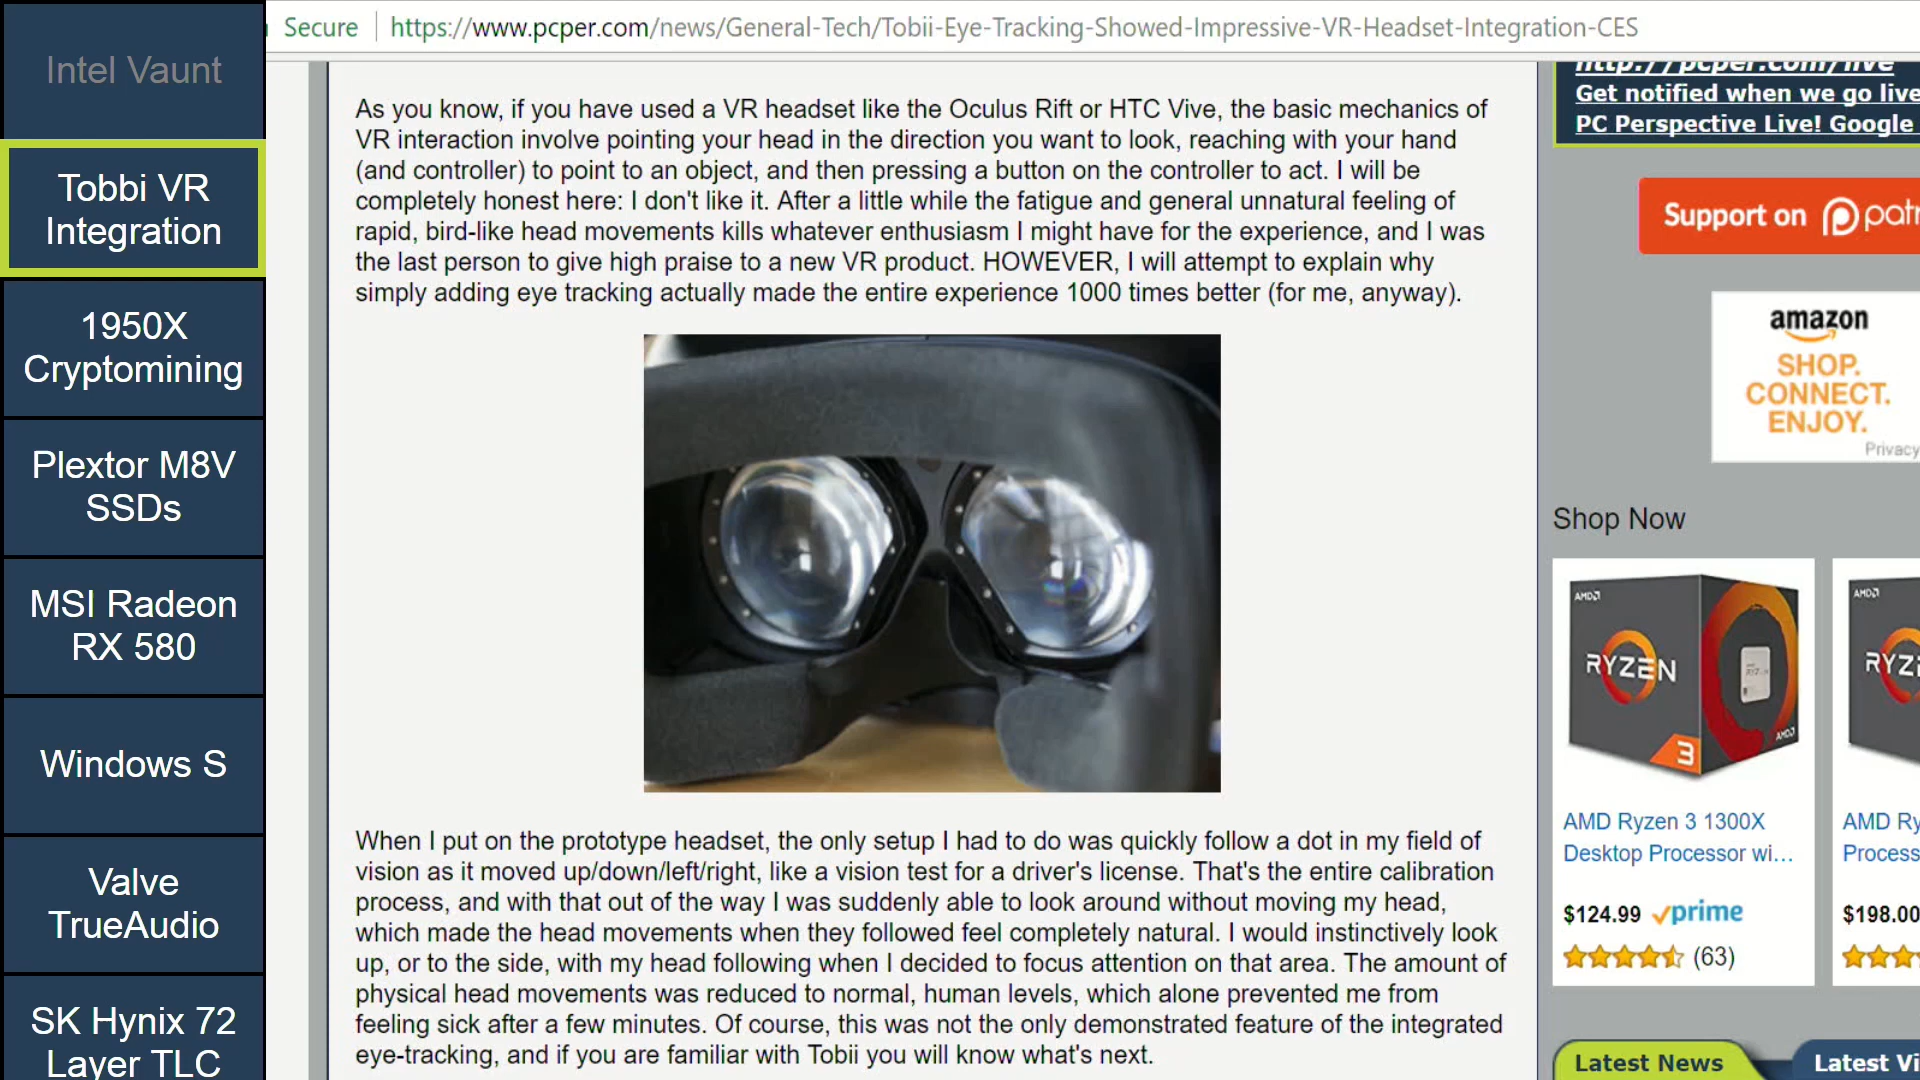 Intel Vaunt
Tobbi VR
Integration
1950X
Cryptomining
Plextor M8V
SSDs
MSI Radeon
RX 580
Windows S
Valve
TrueAudio
SK Hynix 72
Layer TLC
Secure
https://www.pcper.com/news/General-Tech/Tobii-Eye-Tracking-Showed-Impressive-VR-Headset-Integration-CES
As you know, if you have used a VR headset like the Oculus Rift or HTC Vive, the basic mechanics of
VR interaction involve pointing your head in the direction you want to look, reaching with your hand
(and controller) to point to an object, and then pressing a button on the controller to act. I will be
completely honest here: I don't like it. After a little while the fatigue and general unnatural feeling of
rapid, bird-like head movements kills whatever enthusiasm I might have for the experience, and I was
the last person to give high praise to a new VR product. HOWEVER, I will attempt to explain why
simply adding eye tracking actually made the entire experience 1000 times better (for me, anyway).
When I put on the prototype headset, the only setup I had to do was quickly follow a dot in my field of
vision as it moved up/down/left/right, like a vision test for a driver's license. That's the entire calibration
process, and with that out of the way I was suddenly able to look around without moving my head,
which made the head movements when they followed feel completely natural. I would instinctively look
up, or to the side, with my head following when I decided to focus attention on that area. The amount of
physical head movements was reduced to normal, human levels, which alone prevented me from
feeling sick after a few minutes. Of course, this was not the only demonstrated feature of the integrated
eye-tracking, and if you are familiar with Tobii you will know what's next.
http://pcper.com/live
Get notified when we go live
PC Perspective Live! Google
Support on patr
amazon
SHOP.
CONNECT.
ENJOY.
Privacy
Shop Now
AMD
RYZEN
3
AMD
AMD Ryzen 3 1300X
Desktop Processor wi...
$124.99 prime
(63)
AMD
RYZE
AMD Ry
Process
$198.00
Latest News
Latest Vi